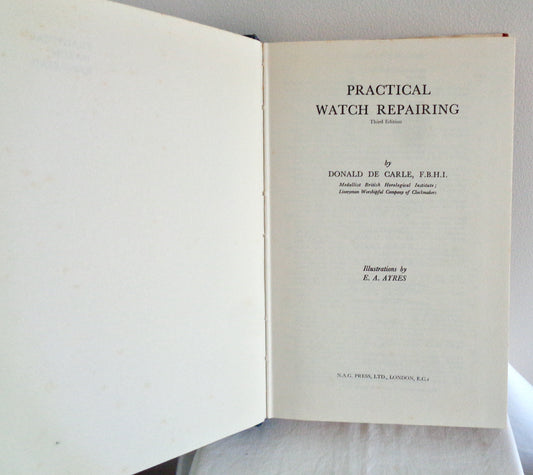 PRACTICAL
WATCH REPAIRING
Third Edition
by
DONALD DE CARLE, F.B.H.I.
Medallist British Horological Institute;
Liveryman Worshipful Company of Clockmakers
Illustrations by
E. A. AYRES
N.A.G. PRESS, LTD., LONDON, E.C.1